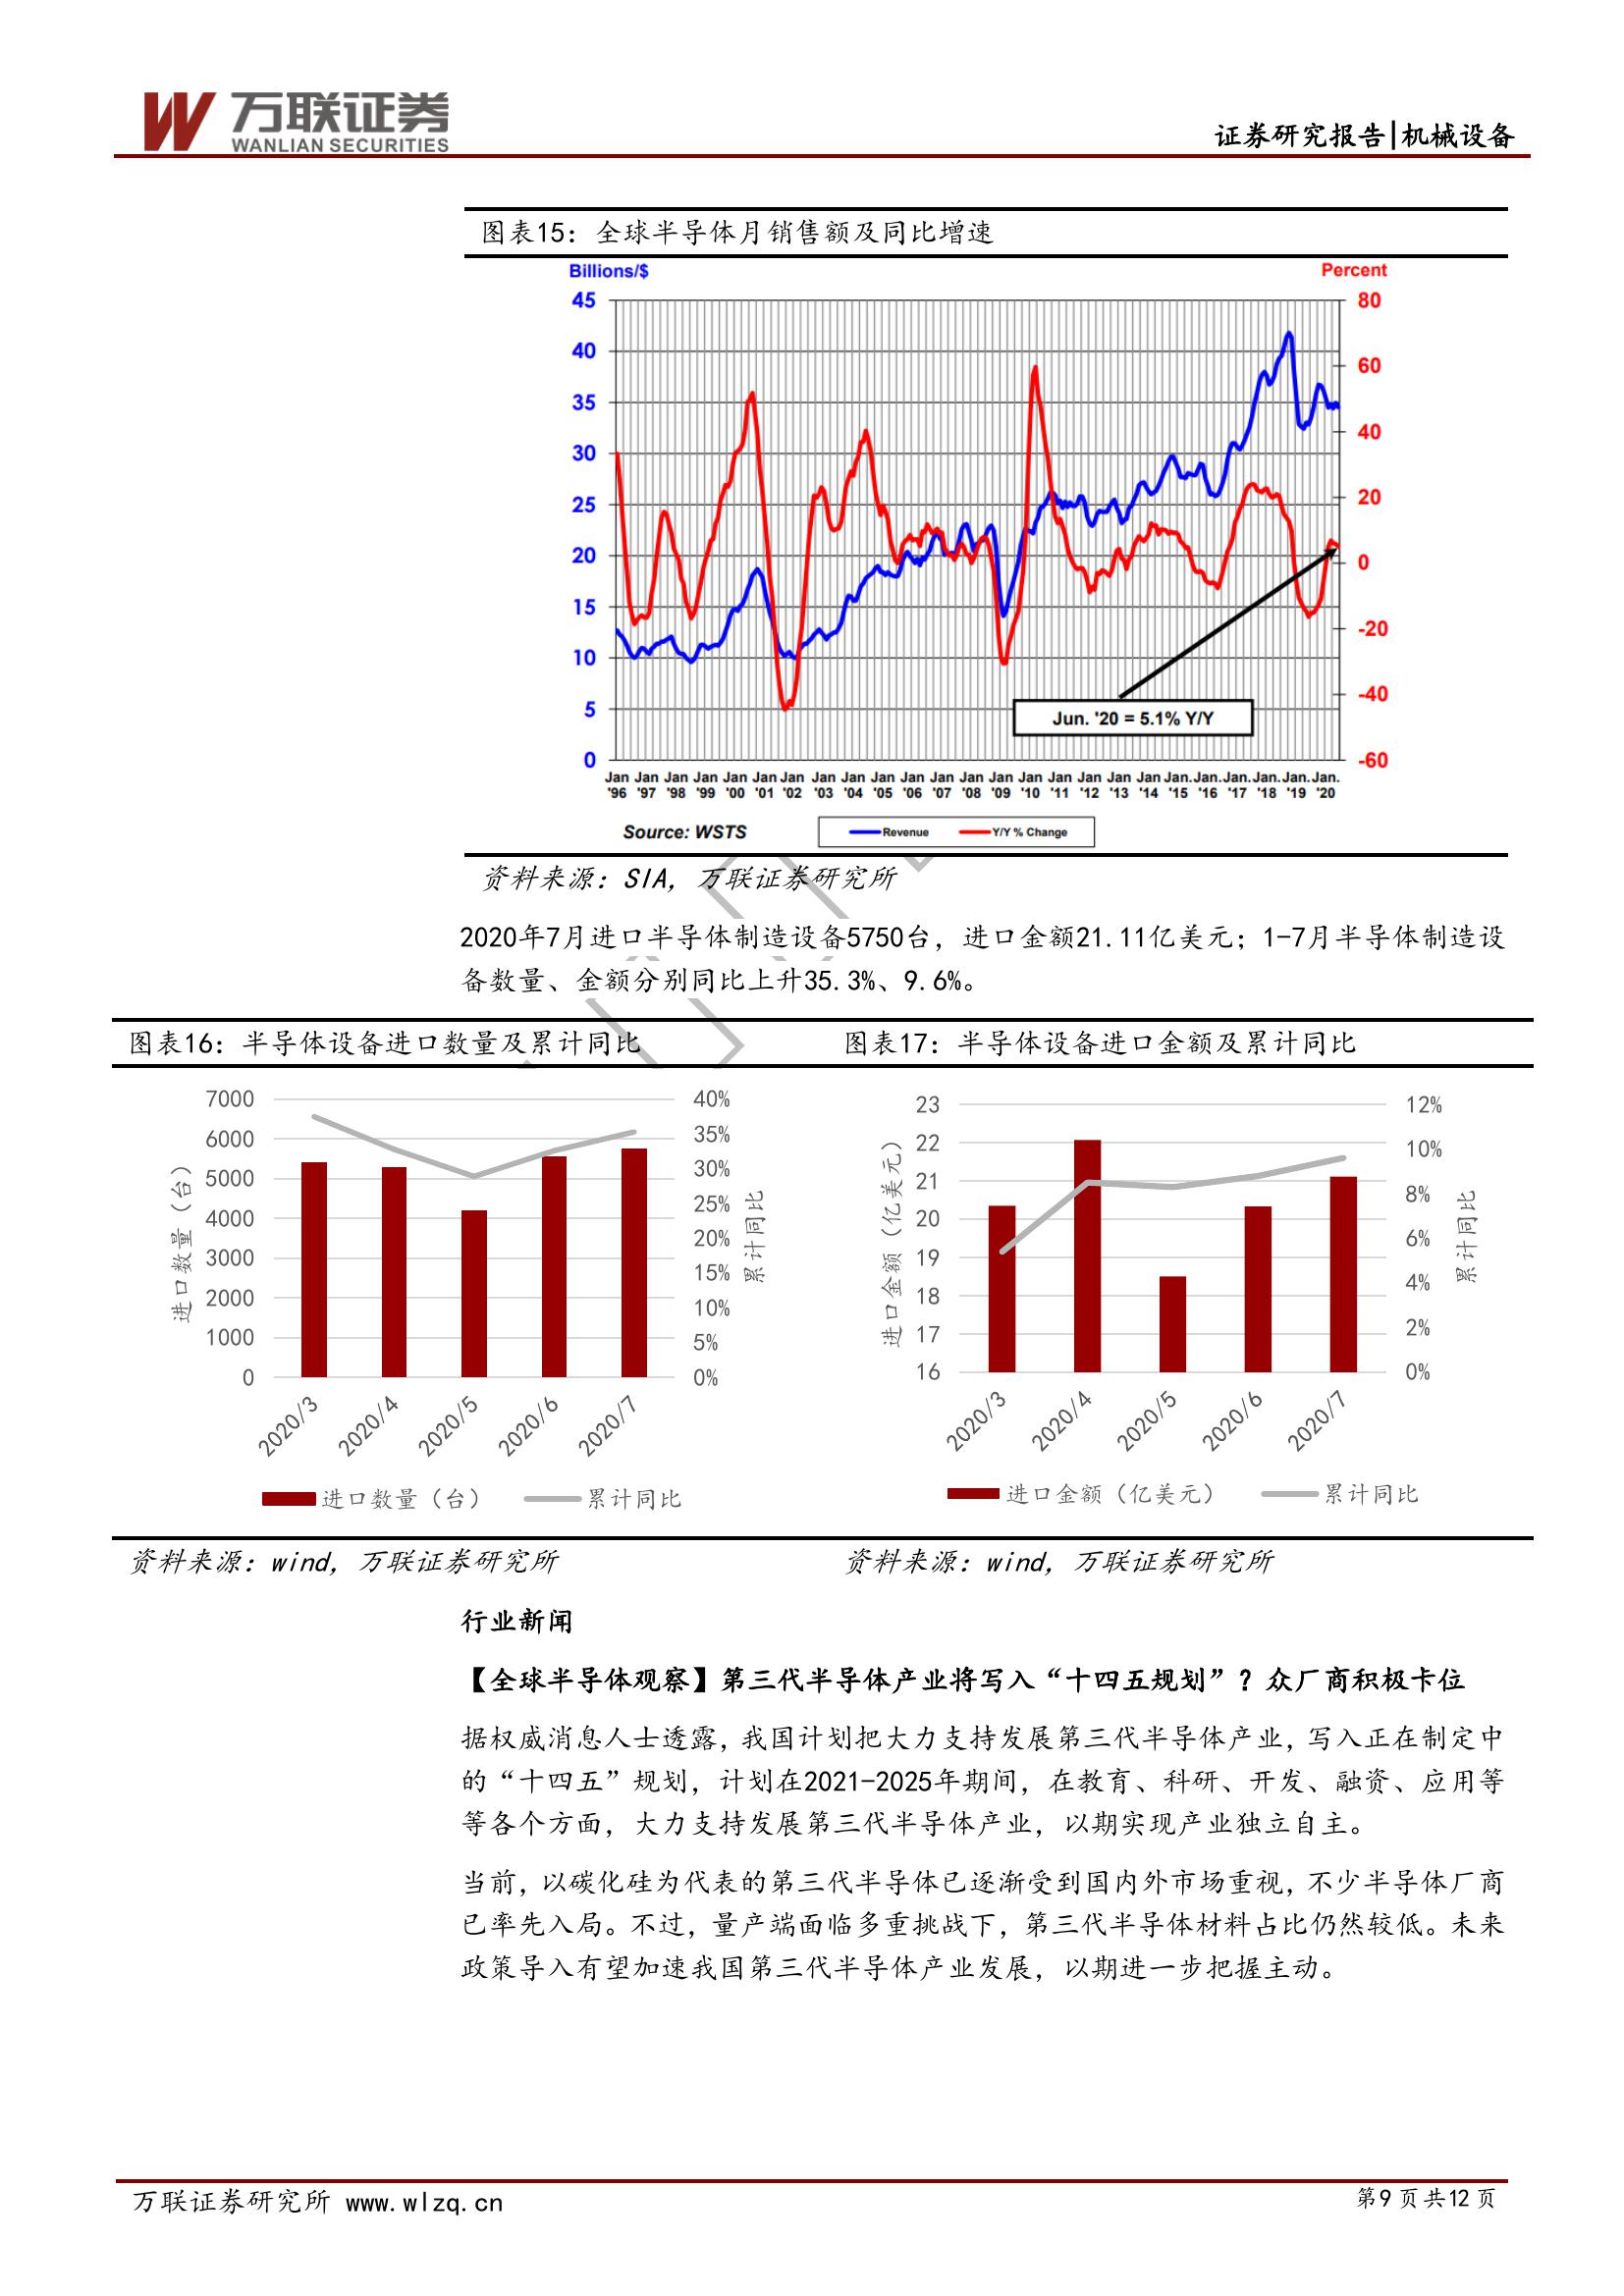 万联证券
WANLIAN SECURITIES
证券研究报告|机械设备
图表15：全球半导体月销售额及同比增速
Billions/$ Percent
45 80
40
60
35
40
30
25 20
20 0
15
-20
10
-40
5
Jun. '20 = 5.1% Y/Y
0 -60
Jan Jan Jan Jan Jan Jan Jan Jan Jan Jan Jan Jan Jan Jan Jan Jan Jan Jan Jan Jan. Jan. Jan. Jan. Jan. Jan.
'96 '97 '98 '99 '00 '01 '02 '03 '04 '05 '06 '07 '08 '09 '10 '11 '12 '13 '14 '15 '16 '17 '18 '19 '20
Source: WSTS Revenue Y/Y % Change
资料来源：SIA, 万联证券研究所
2020年7月进口半导体制造设备5750台，进口金额21.11亿美元；1-7月半导体制造设
备数量、金额分别同比上升35.3%、9.6%。
图表16：半导体设备进口数量及累计同比
7000
6000
5000
4000
3000
2000
1000
0
进口数量（台）
40%
35%
30%
25%
20%
15%
10%
5%
0%
累计同比
2020/3 2020/4 2020/5 2020/6 2020/7
进口数量（台） 累计同比
资料来源：wind, 万联证券研究所
图表17：半导体设备进口金额及累计同比
23
22
21
20
19
18
17
16
进口金额（亿美元）
12%
10%
8%
6%
4%
2%
0%
累计同比
2020/3 2020/4 2020/5 2020/6 2020/7
进口金额（亿美元） 累计同比
资料来源：wind, 万联证券研究所
行业新闻
【全球半导体观察】第三代半导体产业将写入“十四五规划”？众厂商积极卡位
据权威消息人士透露，我国计划把大力支持发展第三代半导体产业，写入正在制定中
的“十四五”规划，计划在2021-2025年期间，在教育、科研、开发、融资、应用等
等各个方面，大力支持发展第三代半导体产业，以期实现产业独立自主。
当前，以碳化硅为代表的第三代半导体已逐渐受到国内外市场重视，不少半导体厂商
已率先入局。不过，量产端面临多重挑战下，第三代半导体材料占比仍然较低。未来
政策导入有望加速我国第三代半导体产业发展，以期进一步把握主动。
万联证券研究所 www.wlzq.cn
第9页共12页